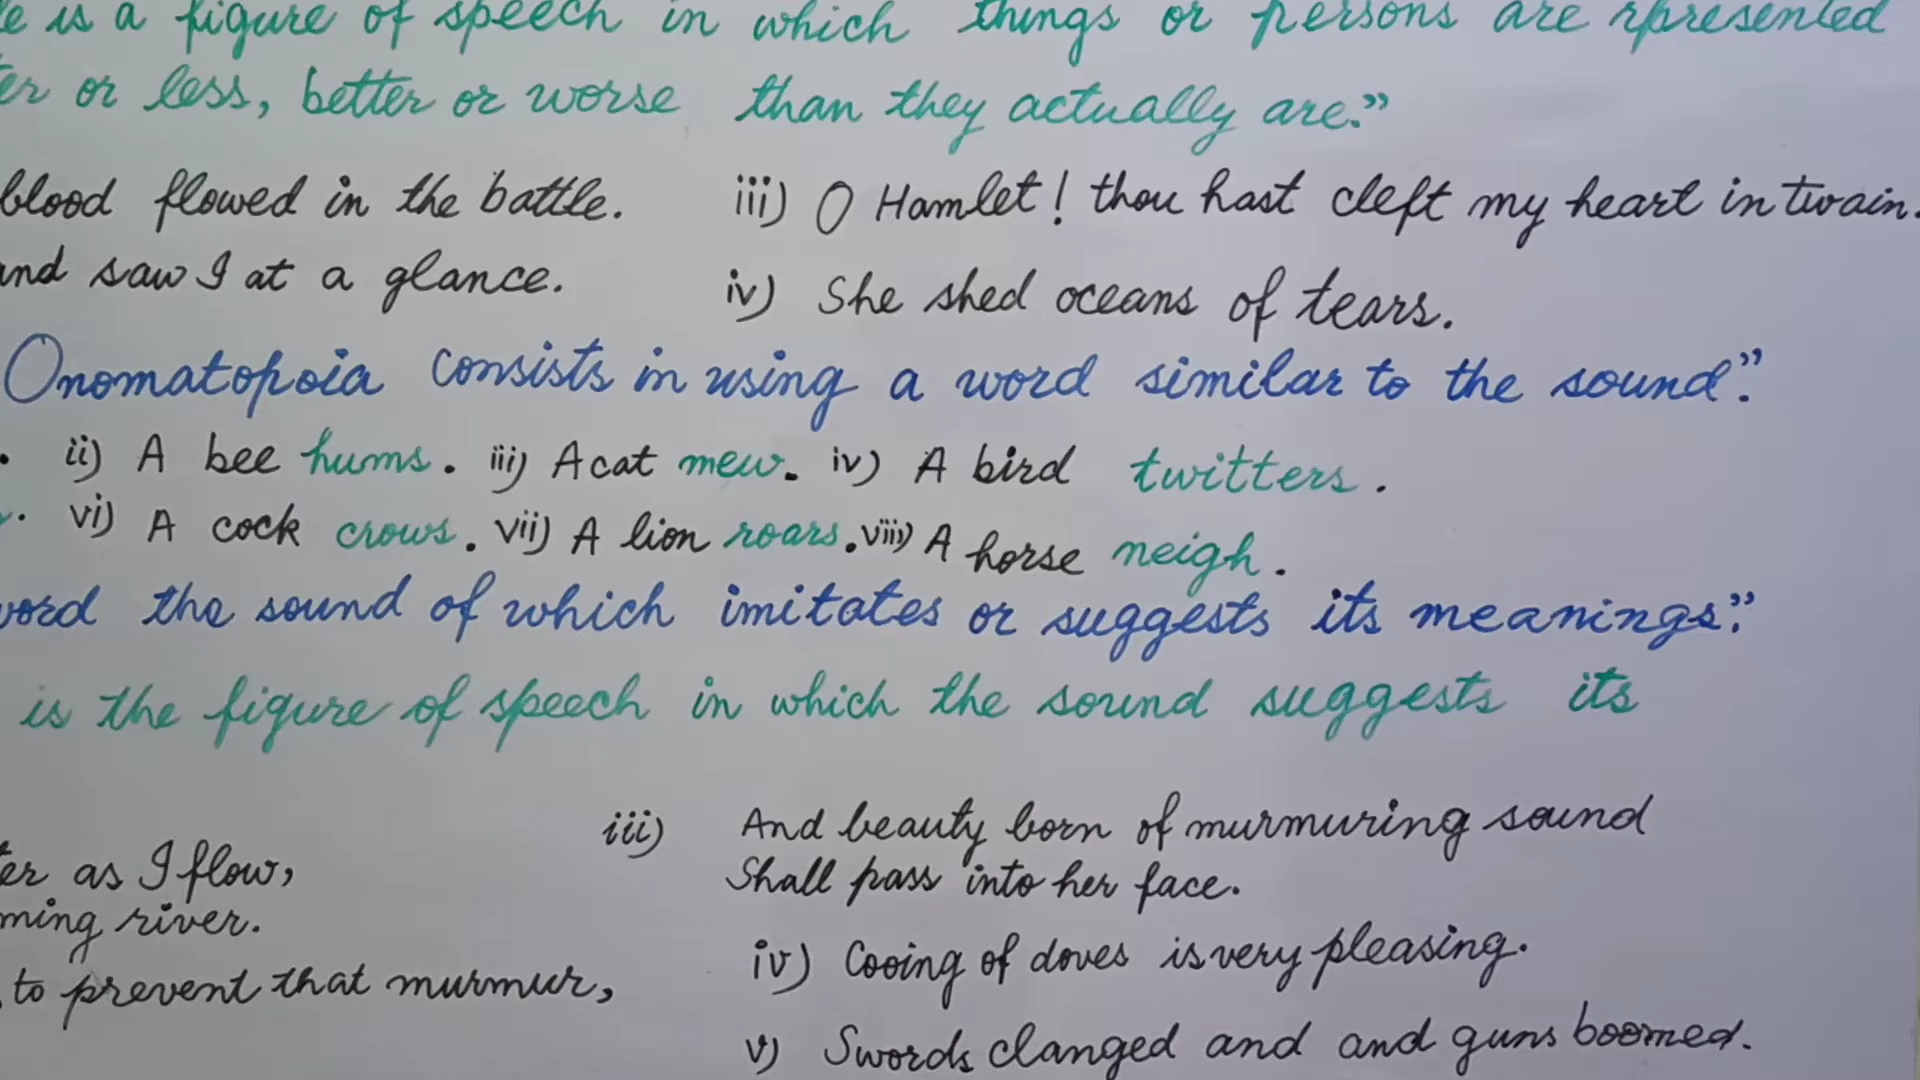 is a figure of speech in which things or persons are rpresented
or less, better or worse than they actually are."
blood flowed in the battle. iii) O Hamlet! thou hast cleft my heart in twain.
and saw I at a glance. iv) She shed oceans of tears.
Onomatopoia consists in using a word similar to the sound."
ii) A bee hums. iii) A cat mew. iv) A bird twitters.
vi) A cock crows. vii) A lion roars. viii) A horse neigh.
word the sound of which imitates or suggests its meanings."
is the figure of speech in which the sound suggests its
iii) And beauty born of murmuring sound
as I flow, Shall pass into her face.
river.
iv) Cooing of doves is very pleasing.
to prevent that murmur,
v) Swords clanged and and guns boomed.